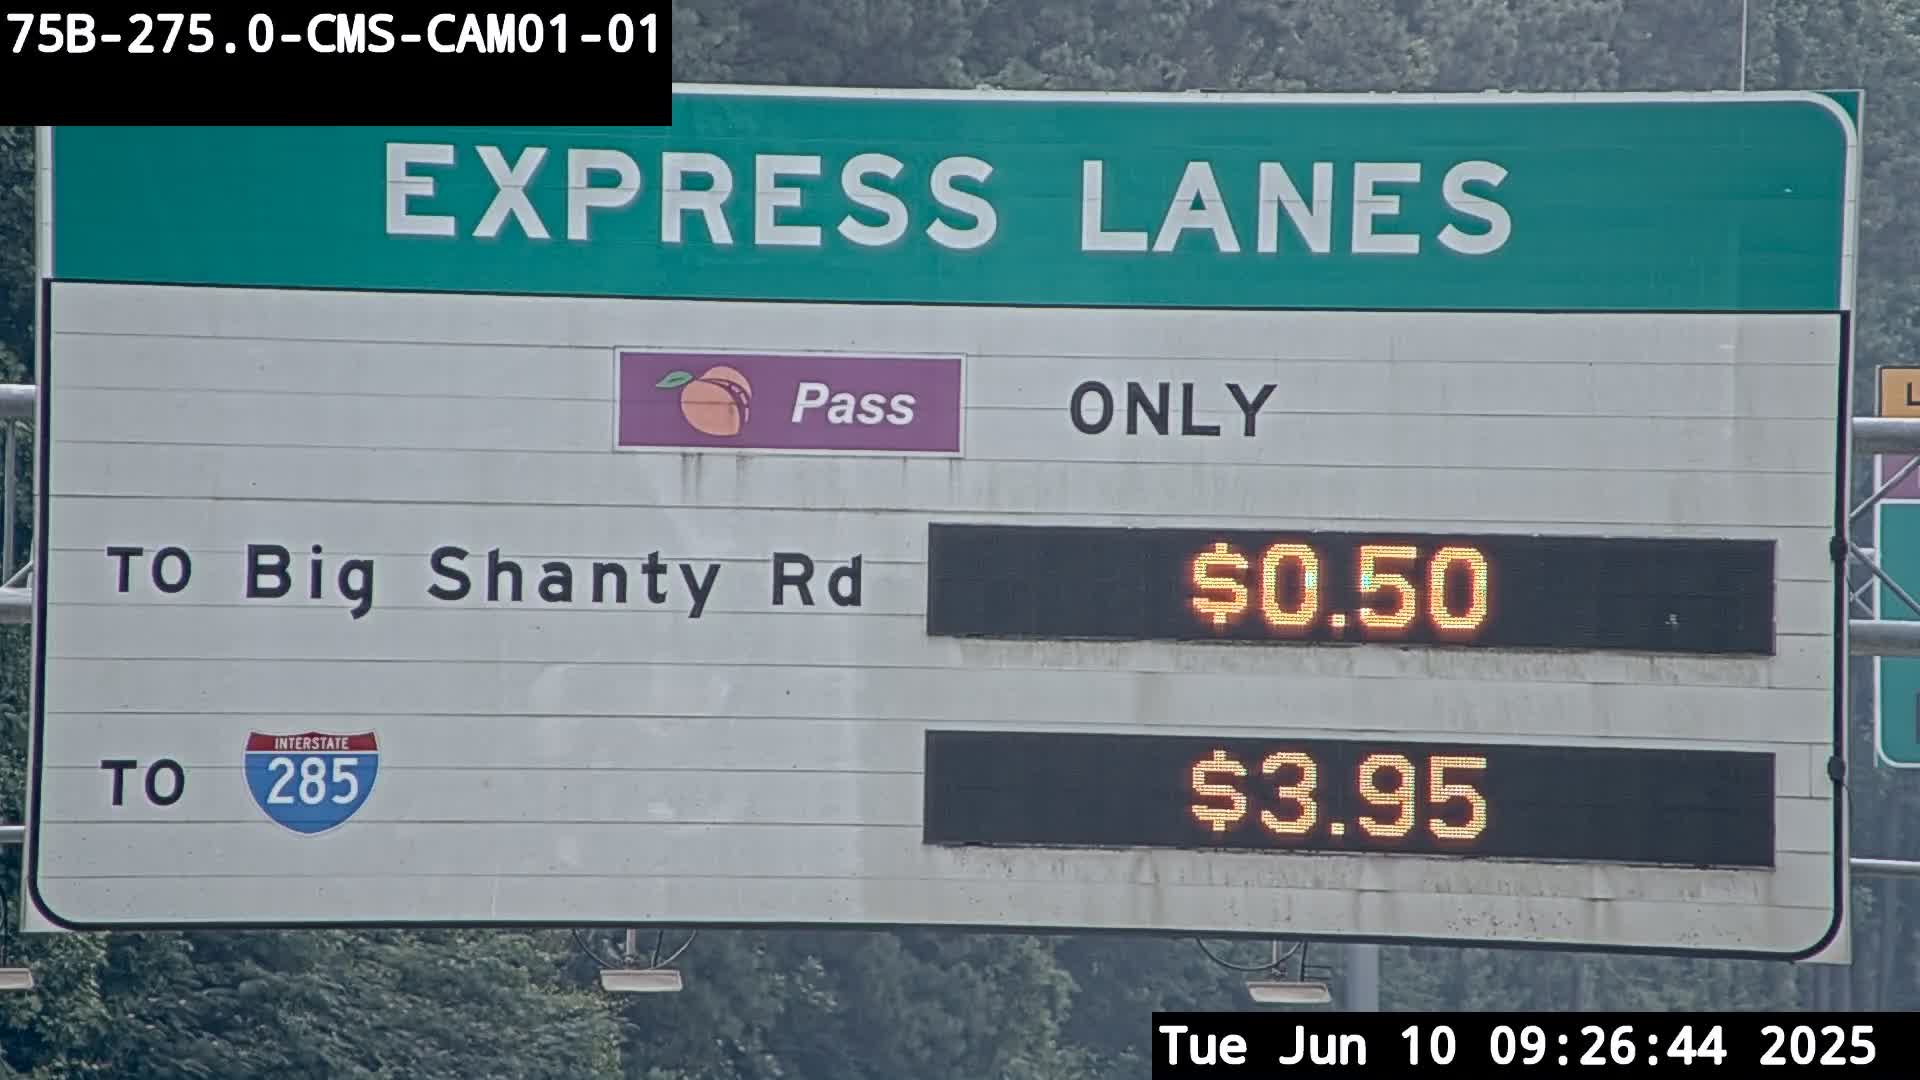 75B-275.0-CMS-CAM01-01
EXPRESS LANES
Pass ONLY
TO Big Shanty Rd $0.50
TO INTERSTATE 285 $3.95
L
Tue Jun 10 09:26:44 2025